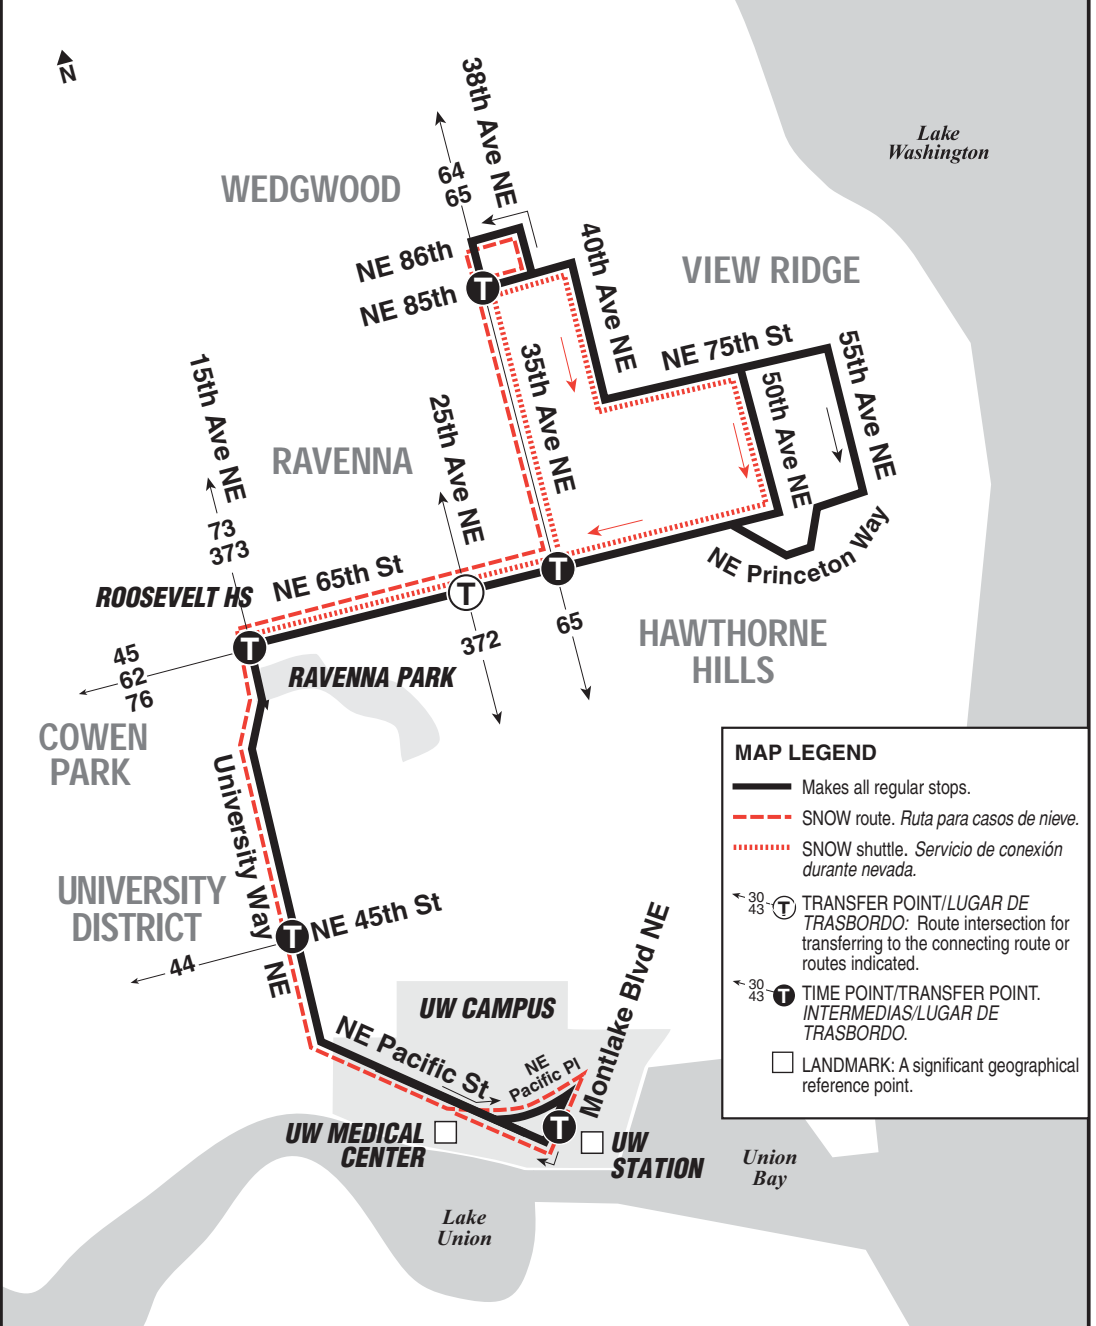 N
38th Ave NE
Lake
Washington
64
65
WEDGWOOD
NE 86th
40th Ave NE
VIEW RIDGE
NE 85th
NE 75th St
55th Ave NE
15th Ave NE
35th Ave NE
50th Ave NE
25th Ave NE
RAVENNA
T
73
373
NE Princeton Way
NE 65th St
T
T
ROOSEVELT HS
65
372
HAWTHORNE
HILLS
T
45
62
76
RAVENNA PARK
COWEN
PARK
University Way NE
UNIVERSITY
DISTRICT
T
NE 45th St
44
UW CAMPUS
NE Pacific St
NE
Pacific Pl
Montlake Blvd NE
T
UW MEDICAL
CENTER
UW
STATION
Union
Bay
Lake
Union
MAP LEGEND
Makes all regular stops.
SNOW route. Ruta para casos de nieve.
SNOW shuttle. Servicio de conexión
durante nevada.
30
43
T
TRANSFER POINT/LUGAR DE
TRASBORDO: Route intersection for
transferring to the connecting route or
routes indicated.
30
43
T
TIME POINT/TRANSFER POINT.
INTERMEDIAS/LUGAR DE
TRASBORDO.
LANDMARK: A significant geographical
reference point.